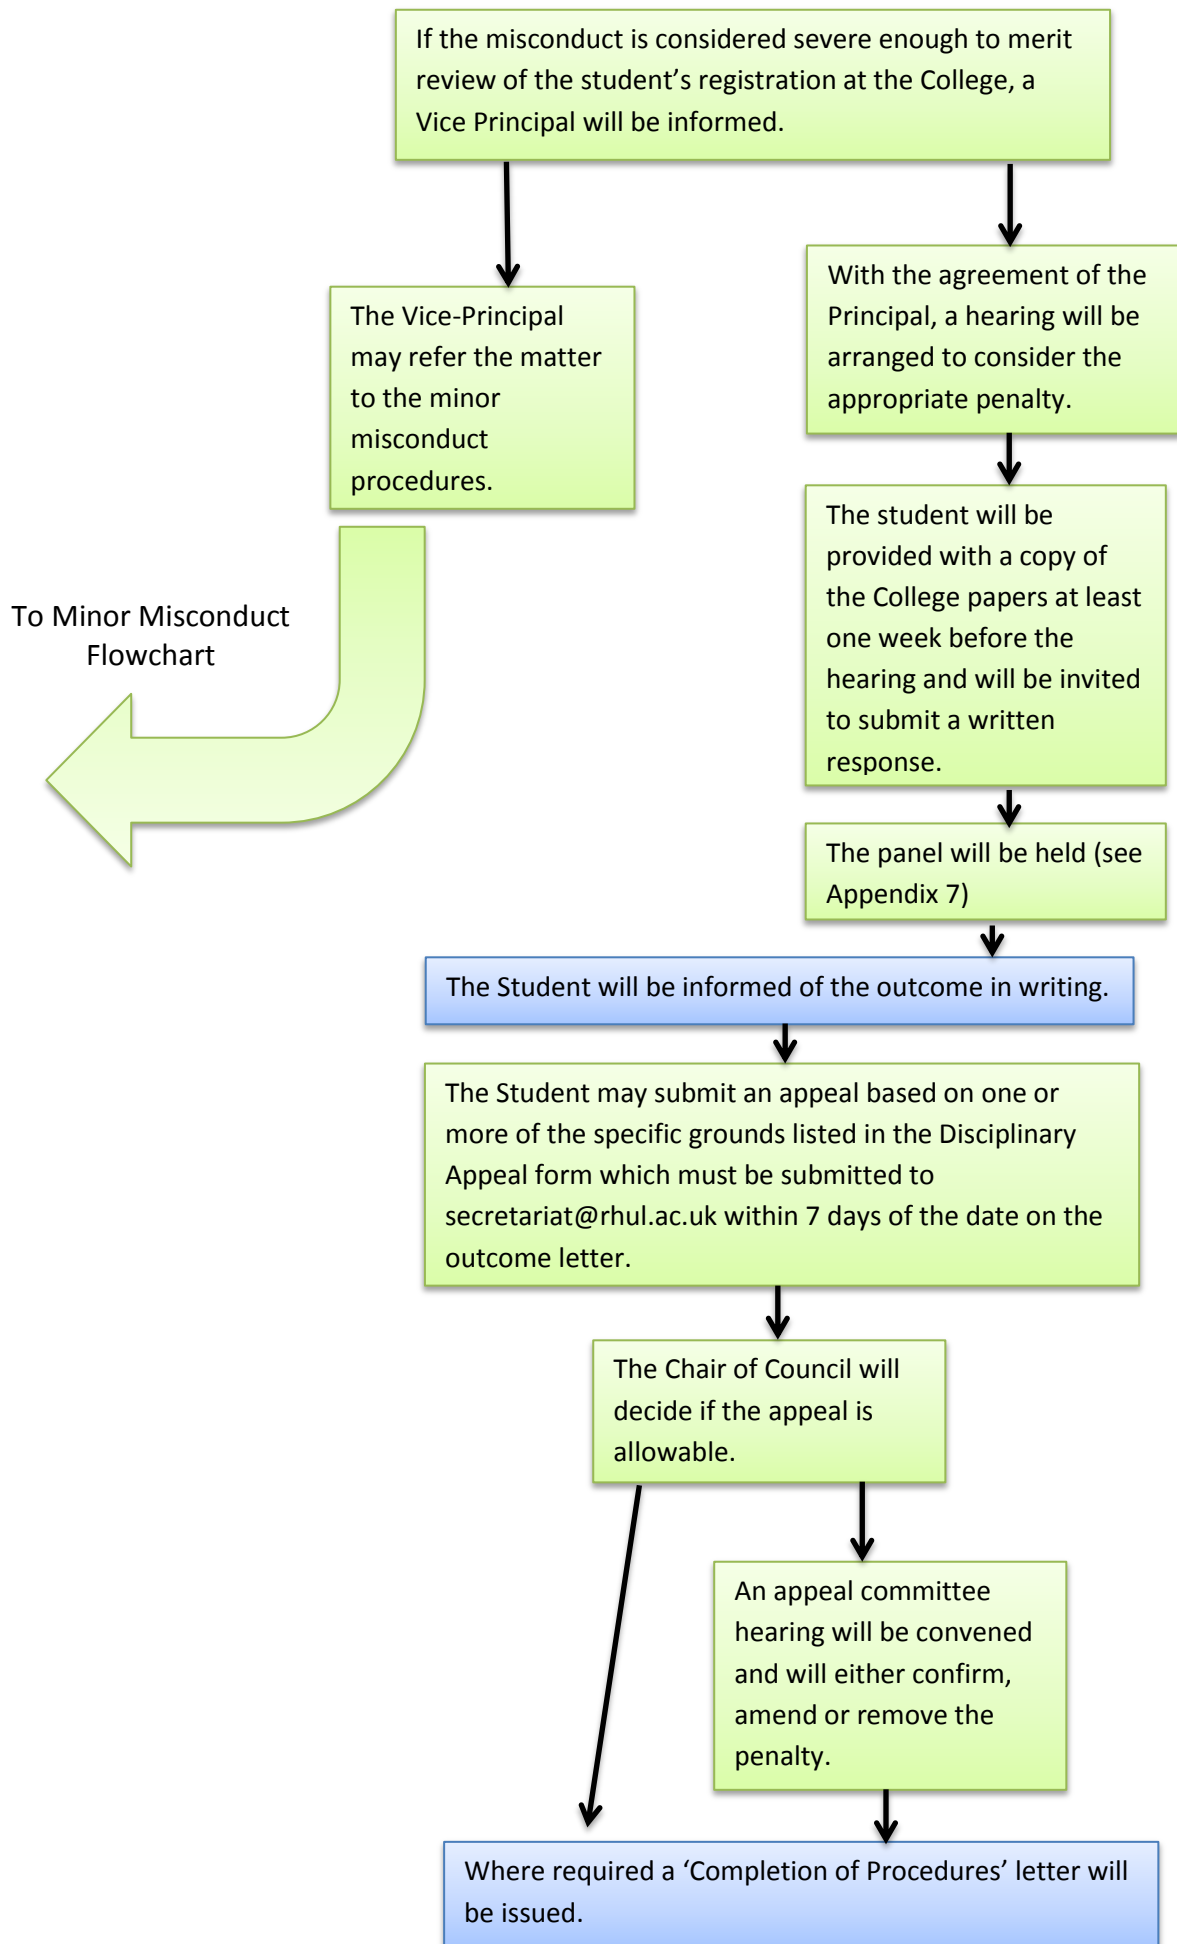 If the misconduct is considered severe enough to merit
review of the student’s registration at the College, a
Vice Principal will be informed.
With the agreement of the
Principal, a hearing will be
arranged to consider the
appropriate penalty.
The Vice-Principal
may refer the matter
to the minor
misconduct
procedures.
The student will be
provided with a copy of
the College papers at least
one week before the
hearing and will be invited
to submit a written
response.
To Minor Misconduct
Flowchart
The panel will be held (see
Appendix 7)
The Student will be informed of the outcome in writing.
The Student may submit an appeal based on one or
more of the specific grounds listed in the Disciplinary
Appeal form which must be submitted to
secretariat@rhul.ac.uk within 7 days of the date on the
outcome letter.
The Chair of Council will
decide if the appeal is
allowable.
An appeal committee
hearing will be convened
and will either confirm,
amend or remove the
penalty.
Where required a ‘Completion of Procedures’ letter will
be issued.